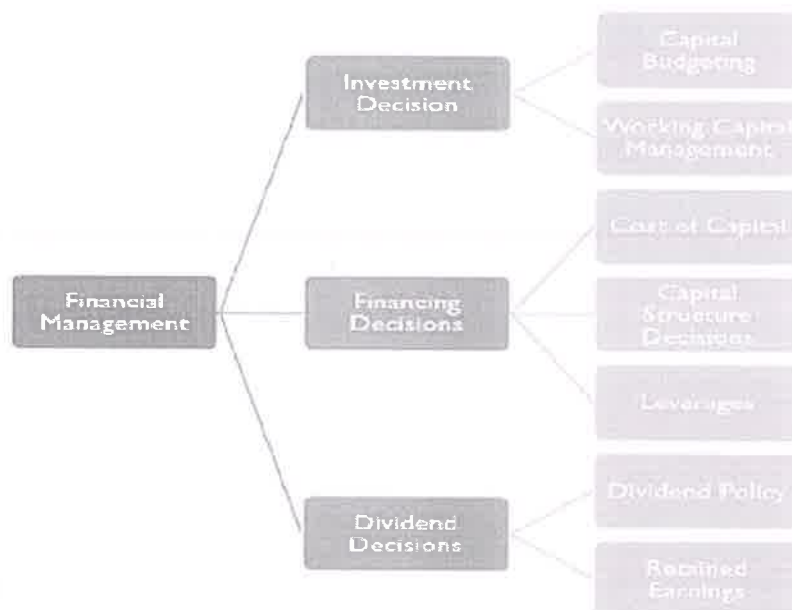 Capital
Budgeting
Investment
Decision
Working Capital
Management
Cost of Capital
Financial
Management
Financing
Decisions
Capital
Structure
Decisions
Leverages
Dividend Policy
Dividend
Decisions
Retained
Earnings